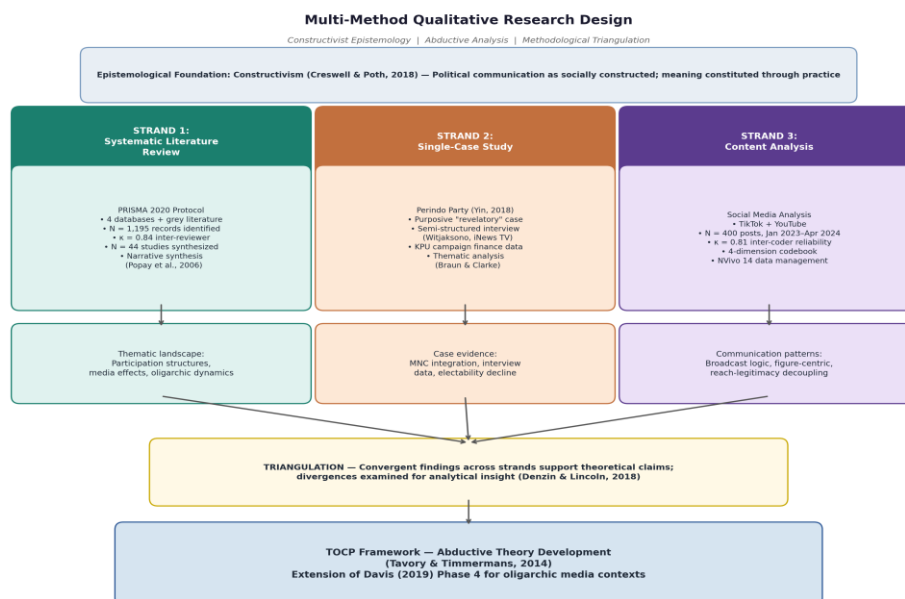 Multi-Method Qualitative Research Design
Constructivist Epistemology | Abductive Analysis | Methodological Triangulation
Epistemological Foundation: Constructivism (Creswell & Poth, 2018) — Political communication as socially constructed; meaning constituted through practice
STRAND 1:
Systematic Literature
Review
PRISMA 2020 Protocol
• 4 databases + grey literature
• N = 1,195 records identified
• κ = 0.84 inter-reviewer
• N = 44 studies synthesized
• Narrative synthesis
(Popay et al., 2006)
Thematic landscape:
Participation structures,
media effects, oligarchic dynamics
STRAND 2:
Single-Case Study
Perindo Party (Yin, 2018)
• Purposive "revelatory" case
• Semi-structured interview
(Witjaksono, iNews TV)
• KPU campaign finance data
• Thematic analysis
(Braun & Clarke)
Case evidence:
MNC integration, interview
data, electability decline
STRAND 3:
Content Analysis
Social Media Analysis
• TikTok + YouTube
• N = 400 posts, Jan 2023–Apr 2024
• κ = 0.81 inter-coder reliability
• 4-dimension codebook
• NVivo 14 data management
Communication patterns:
Broadcast logic, figure-centric,
reach-legitimacy decoupling
TRIANGULATION — Convergent findings across strands support theoretical claims;
divergences examined for analytical insight (Denzin & Lincoln, 2018)
TOCP Framework — Abductive Theory Development
(Tavory & Timmermans, 2014)
Extension of Davis (2019) Phase 4 for oligarchic media contexts